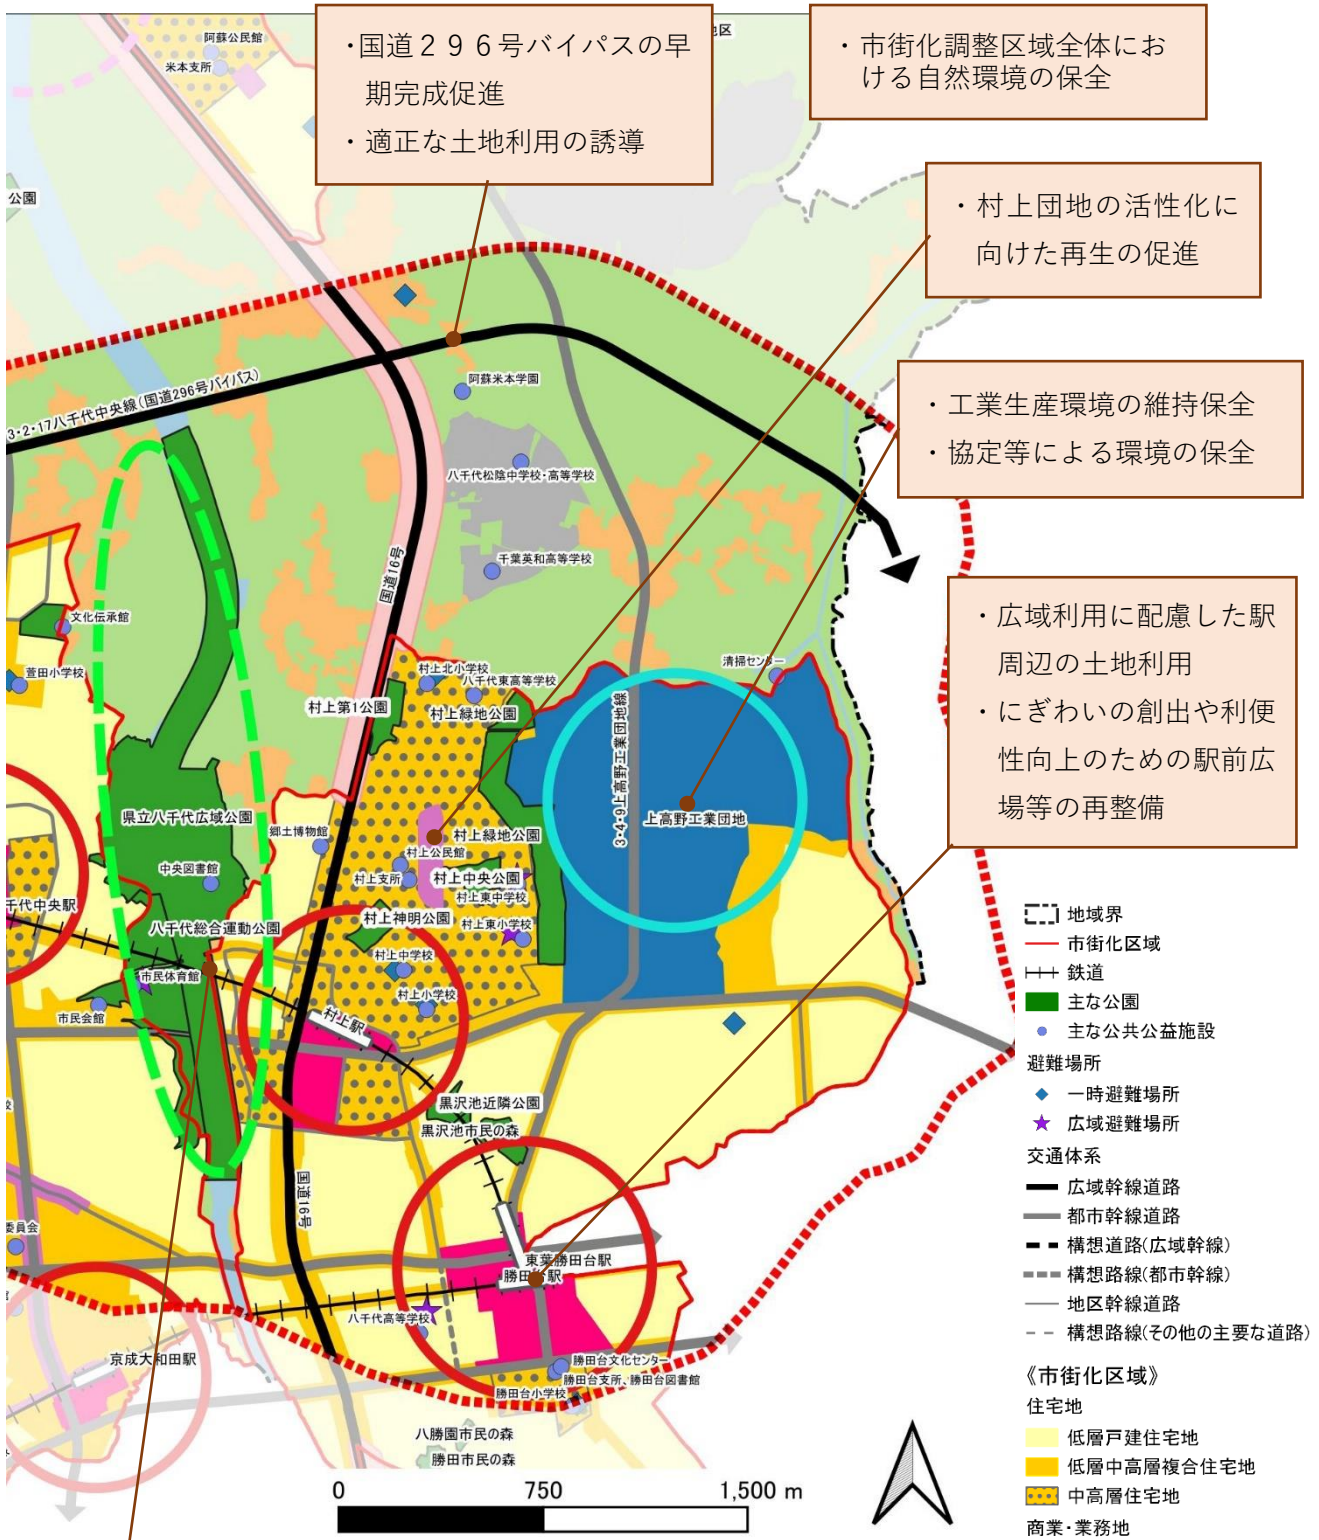 ・国道２９６号バイパスの早
期完成促進
・適正な土地利用の誘導
・市街化調整区域全体にお
ける自然環境の保全
・村上団地の活性化に
向けた再生の促進
・工業生産環境の維持保全
・協定等による環境の保全
・広域利用に配慮した駅
周辺の土地利用
・にぎわいの創出や利便
性向上のための駅前広
場等の再整備
阿蘇公民館
米本支所
地区
公園
3・2・17八千代中央線(国道296号バイパス)
阿蘇米本学園
八千代松陰中学校・高等学校
国道16号
千葉英和高等学校
文化伝承館
萱田小学校
清掃センター
村上北小学校
八千代東高等学校
村上第1公園
村上緑地公園
3・4・9上高野工業団地線
上高野工業団地
県立八千代広域公園
郷土博物館
村上緑地公園
村上公民館
中央図書館
村上支所
村上中央公園
村上東中学校
千代中央駅
村上神明公園
村上東小学校
八千代総合運動公園
村上中学校
市民体育館
村上小学校
市民会館
村上駅
黒沢池近隣公園
黒沢池市民の森
国道16号
委員会
東葉勝田台駅
勝田台駅
八千代高等学校
京成大和田駅
勝田台文化センター
勝田台支所、勝田台図書館
勝田台小学校
八勝園市民の森
勝田市民の森
0 750 1,500 m
地域界
市街化区域
鉄道
主な公園
主な公共公益施設
避難場所
一時避難場所
広域避難場所
交通体系
広域幹線道路
都市幹線道路
構想道路(広域幹線)
構想路線(都市幹線)
地区幹線道路
構想路線(その他の主要な道路)
《市街化区域》
住宅地
低層戸建住宅地
低層中高層複合住宅地
中高層住宅地
商業・業務地